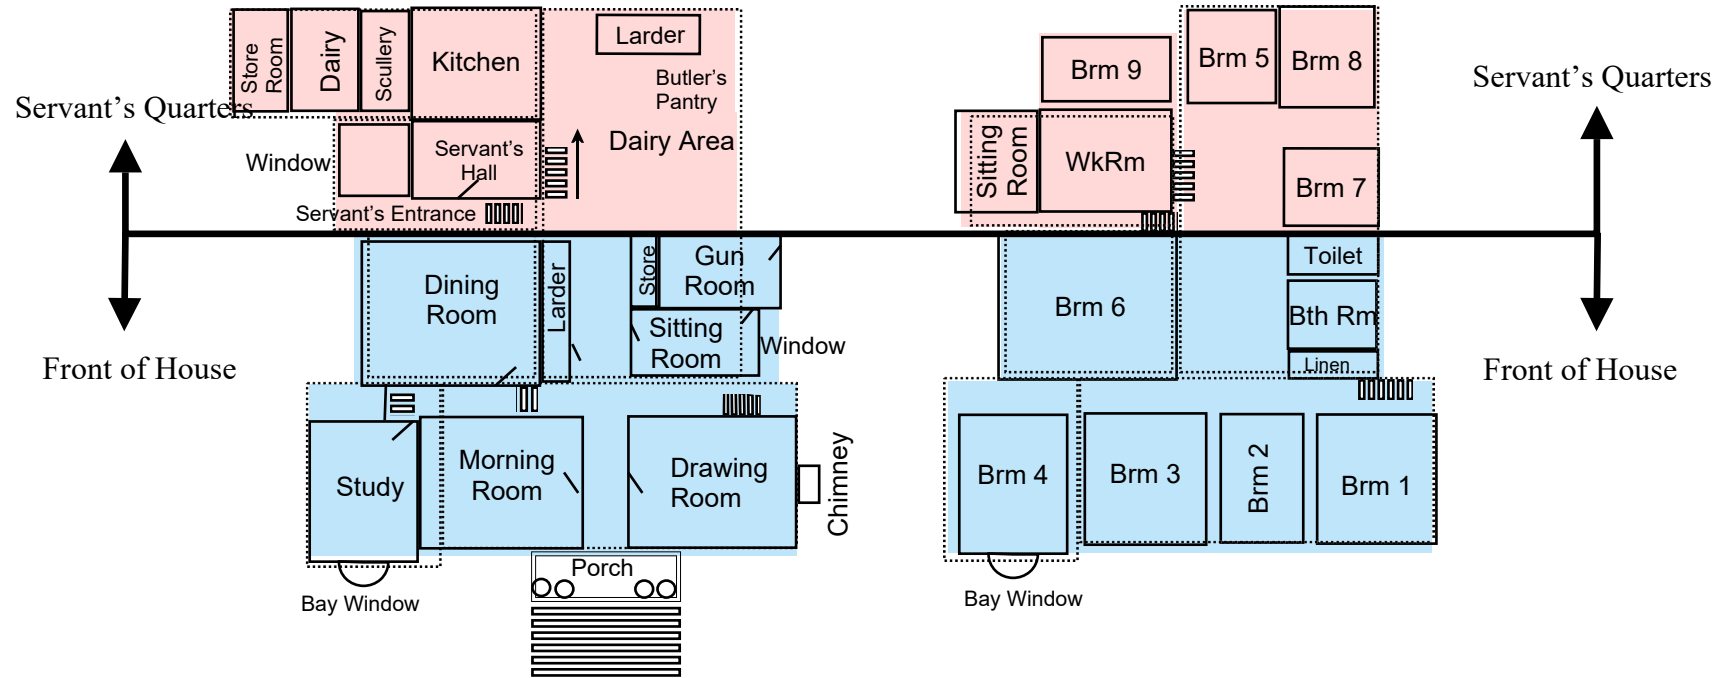 Store
Room
Dairy
Scullery
Kitchen
Larder
Butler's
Pantry
Dairy Area
Servant's Quarters
Window
Servant's
Hall
Servant's Entrance
Dining
Room
Larder
Store
Gun
Room
Sitting
Room
Window
Front of House
Study
Morning
Room
Drawing
Room
Chimney
Porch
Bay Window
Brm 9
Brm 5
Brm 8
Servant's Quarters
Sitting
Room
WkRm
Brm 7
Toilet
Brm 6
Bth Rm
Linen
Front of House
Brm 4
Brm 3
Brm 2
Brm 1
Bay Window